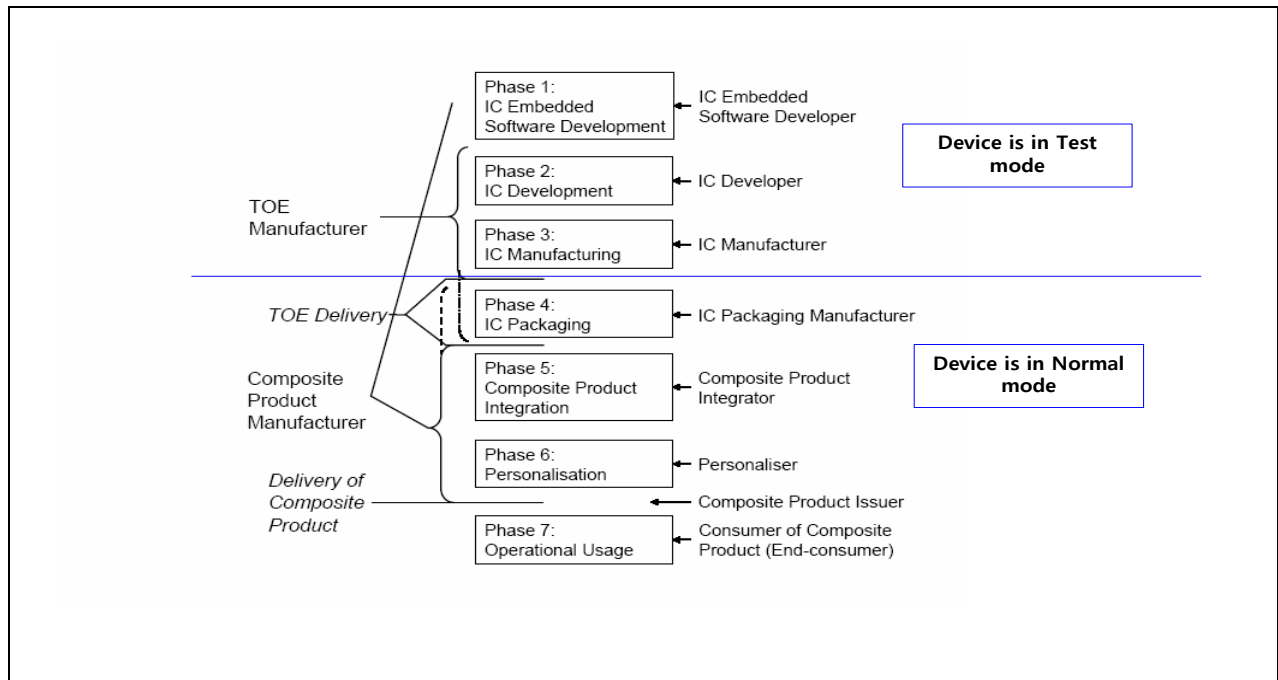 Phase 1:
IC Embedded
Software Development
IC Embedded
Software Developer
Device is in Test
mode
Phase 2:
IC Development
IC Developer
TOE
Manufacturer
Phase 3:
IC Manufacturing
IC Manufacturer
TOE Delivery
Phase 4:
IC Packaging
IC Packaging Manufacturer
Device is in Normal
mode
Composite
Product
Manufacturer
Phase 5:
Composite Product
Integration
Composite Product
Integrator
Phase 6:
Personalisation
Personaliser
Delivery of
Composite
Product
Composite Product Issuer
Phase 7:
Operational Usage
Consumer of Composite
Product (End-consumer)